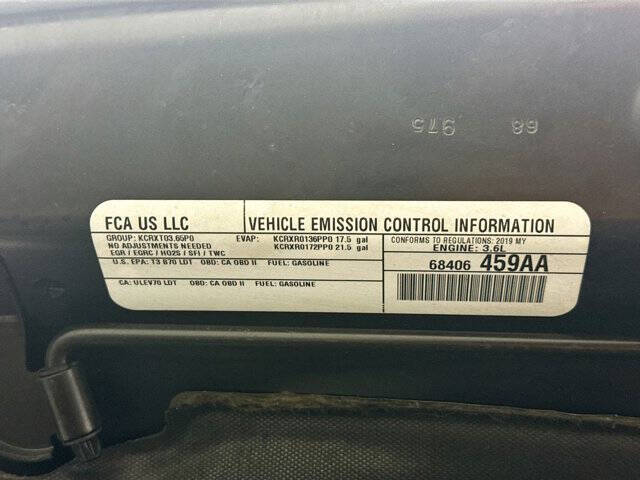 975 68
FCA US LLC
VEHICLE EMISSION CONTROL INFORMATION
GROUP: KCRXT03.65P0 EVAP: KCRXR0136PP0 17.5 gal
NO ADJUSTMENTS NEEDED KCRXR0172PP0 21.5 gal
EGR / EGRC / HO2S / SFI / TWC
U.S. EPA: T3 B70 LDT OBD: CA OBD II FUEL: GASOLINE
CA: ULEV70 LDT OBD: CA OBD II FUEL: GASOLINE
CONFORMS TO REGULATIONS: 2019 MY
ENGINE: 3.6L
68406 459AA